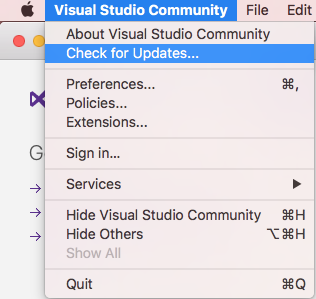 Visual Studio Community File Edit
About Visual Studio Community
Check for Updates...
Preferences... ⌘,
Policies...
Extensions...
Sign in...
Services ▶
Hide Visual Studio Community ⌘H
Hide Others ⌥⌘H
Show All
Quit ⌘Q